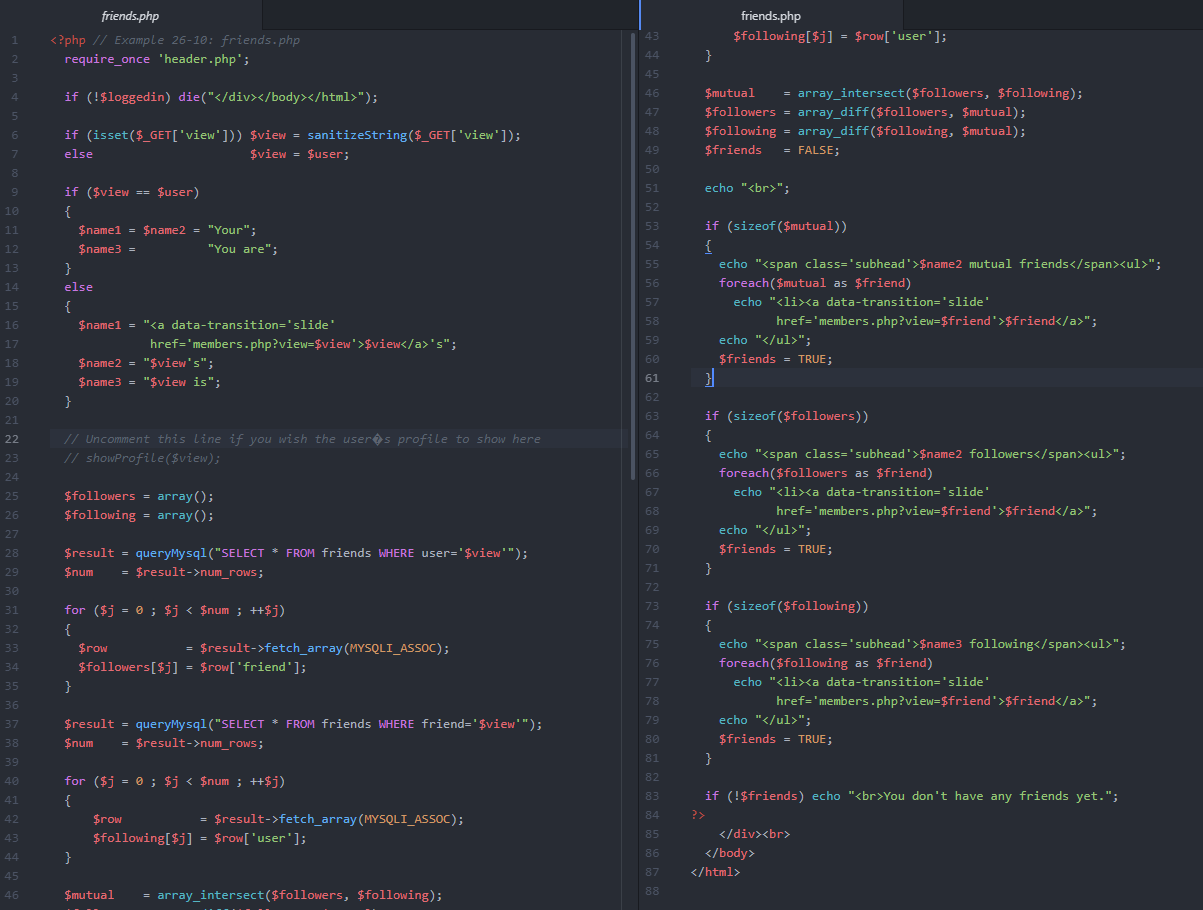 friends.php
1 <?php // Example 26-10: friends.php
2   require_once 'header.php';
3
4   if (!$loggedin) die("</div></body></html>");
5
6   if (isset($_GET['view'])) $view = sanitizeString($_GET['view']);
7   else                      $view = $user;
8
9   if ($view == $user)
10   {
11     $name1 = $name2 = "Your";
12     $name3 =          "You are";
13   }
14   else
15   {
16     $name1 = "<a data-transition='slide'
17               href='members.php?view=$view'>$view</a>'s";
18     $name2 = "$view's";
19     $name3 = "$view is";
20   }
21
22   // Uncomment this line if you wish the user�s profile to show here
23   // showProfile($view);
24
25   $followers = array();
26   $following = array();
27
28   $result = queryMysql("SELECT * FROM friends WHERE user='$view'");
29   $num    = $result->num_rows;
30
31   for ($j = 0 ; $j < $num ; ++$j)
32   {
33     $row           = $result->fetch_array(MYSQLI_ASSOC);
34     $followers[$j] = $row['friend'];
35   }
36
37   $result = queryMysql("SELECT * FROM friends WHERE friend='$view'");
38   $num    = $result->num_rows;
39
40   for ($j = 0 ; $j < $num ; ++$j)
41   {
42       $row           = $result->fetch_array(MYSQLI_ASSOC);
43       $following[$j] = $row['user'];
44   }
45
46   $mutual    = array_intersect($followers, $following);
friends.php
43       $following[$j] = $row['user'];
44   }
45
46   $mutual    = array_intersect($followers, $following);
47   $followers = array_diff($followers, $mutual);
48   $following = array_diff($following, $mutual);
49   $friends   = FALSE;
50
51   echo "<br>";
52
53   if (sizeof($mutual))
54   {
55     echo "<span class='subhead'>$name2 mutual friends</span><ul>";
56     foreach($mutual as $friend)
57       echo "<li><a data-transition='slide'
58             href='members.php?view=$friend'>$friend</a>";
59     echo "</ul>";
60     $friends = TRUE;
61   }
62
63   if (sizeof($followers))
64   {
65     echo "<span class='subhead'>$name2 followers</span><ul>";
66     foreach($followers as $friend)
67       echo "<li><a data-transition='slide'
68             href='members.php?view=$friend'>$friend</a>";
69     echo "</ul>";
70     $friends = TRUE;
71   }
72
73   if (sizeof($following))
74   {
75     echo "<span class='subhead'>$name3 following</span><ul>";
76     foreach($following as $friend)
77       echo "<li><a data-transition='slide'
78             href='members.php?view=$friend'>$friend</a>";
79     echo "</ul>";
80     $friends = TRUE;
81   }
82
83   if (!$friends) echo "<br>You don't have any friends yet.";
84 ?>
85     </div><br>
86   </body>
87 </html>
88